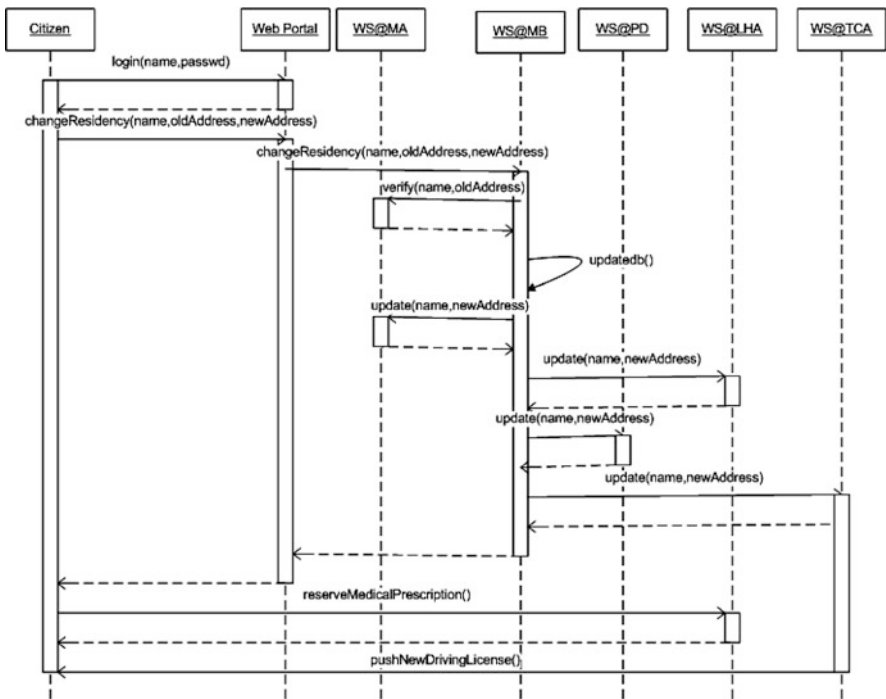 Citizen
Web Portal
WS@MA
WS@MB
WS@PD
WS@LHA
WS@TCA
login(name,passwd)
changeResidency(name,oldAddress,newAddress)
changeResidency(name,oldAddress,newAddress)
verify(name,oldAddress)
updatedb()
update(name,newAddress)
update(name,newAddress)
update(name,newAddress)
update(name,newAddress)
reserveMedicalPrescription()
pushNewDrivingLicense()